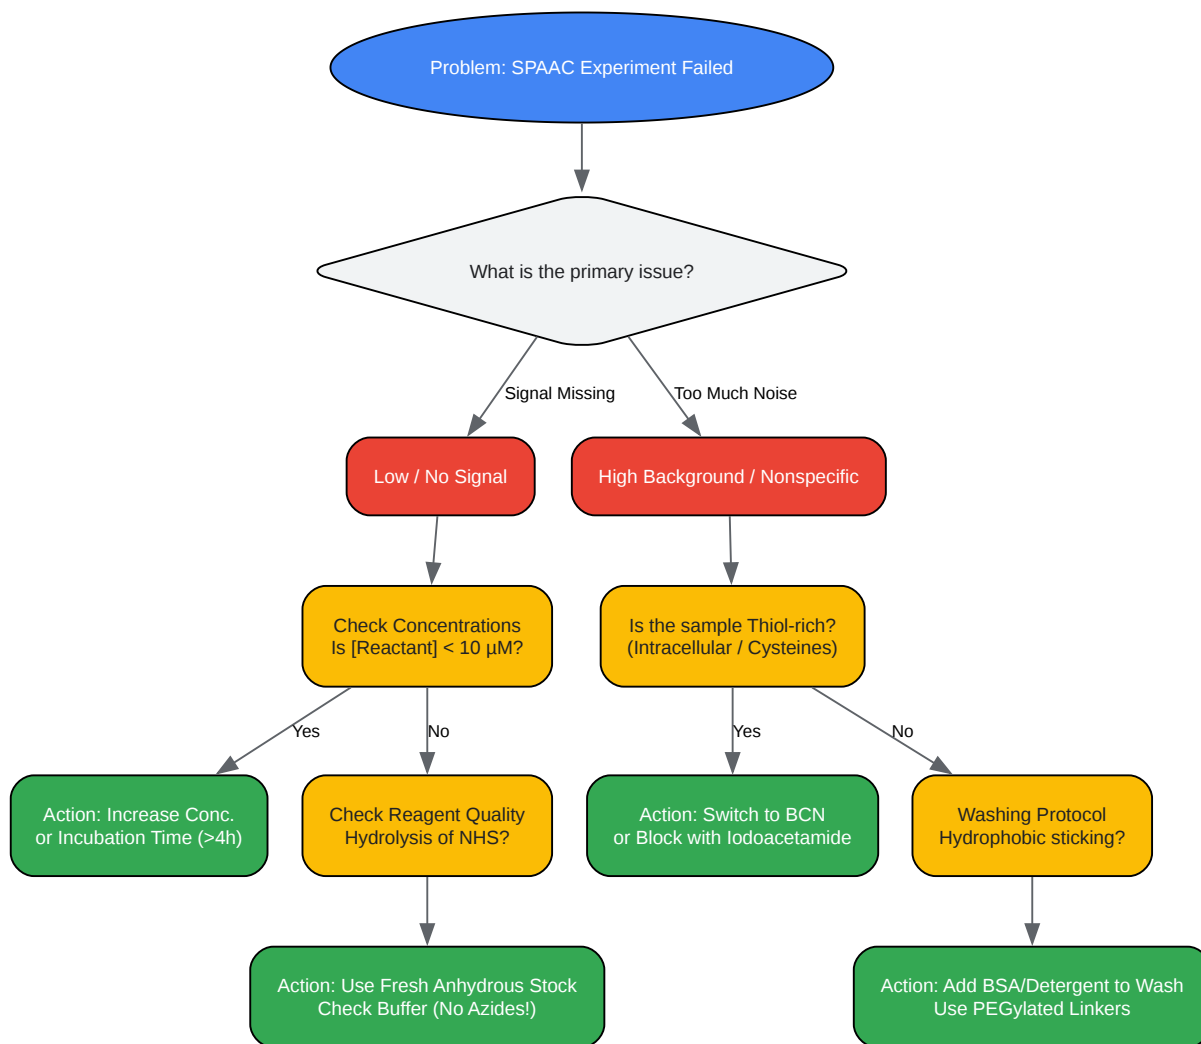 Problem: SPAAC Experiment Failed
What is the primary issue?
Signal Missing
Too Much Noise
Low / No Signal
High Background / Nonspecific
Check Concentrations
Is [Reactant] < 10 µM?
Is the sample Thiol-rich?
(Intracellular / Cysteines)
Yes
No
Yes
No
Action: Increase Conc.
or Incubation Time (>4h)
Check Reagent Quality
Hydrolysis of NHS?
Action: Switch to BCN
or Block with Iodoacetamide
Washing Protocol
Hydrophobic sticking?
Action: Use Fresh Anhydrous Stock
Check Buffer (No Azides!)
Action: Add BSA/Detergent to Wash
Use PEGylated Linkers